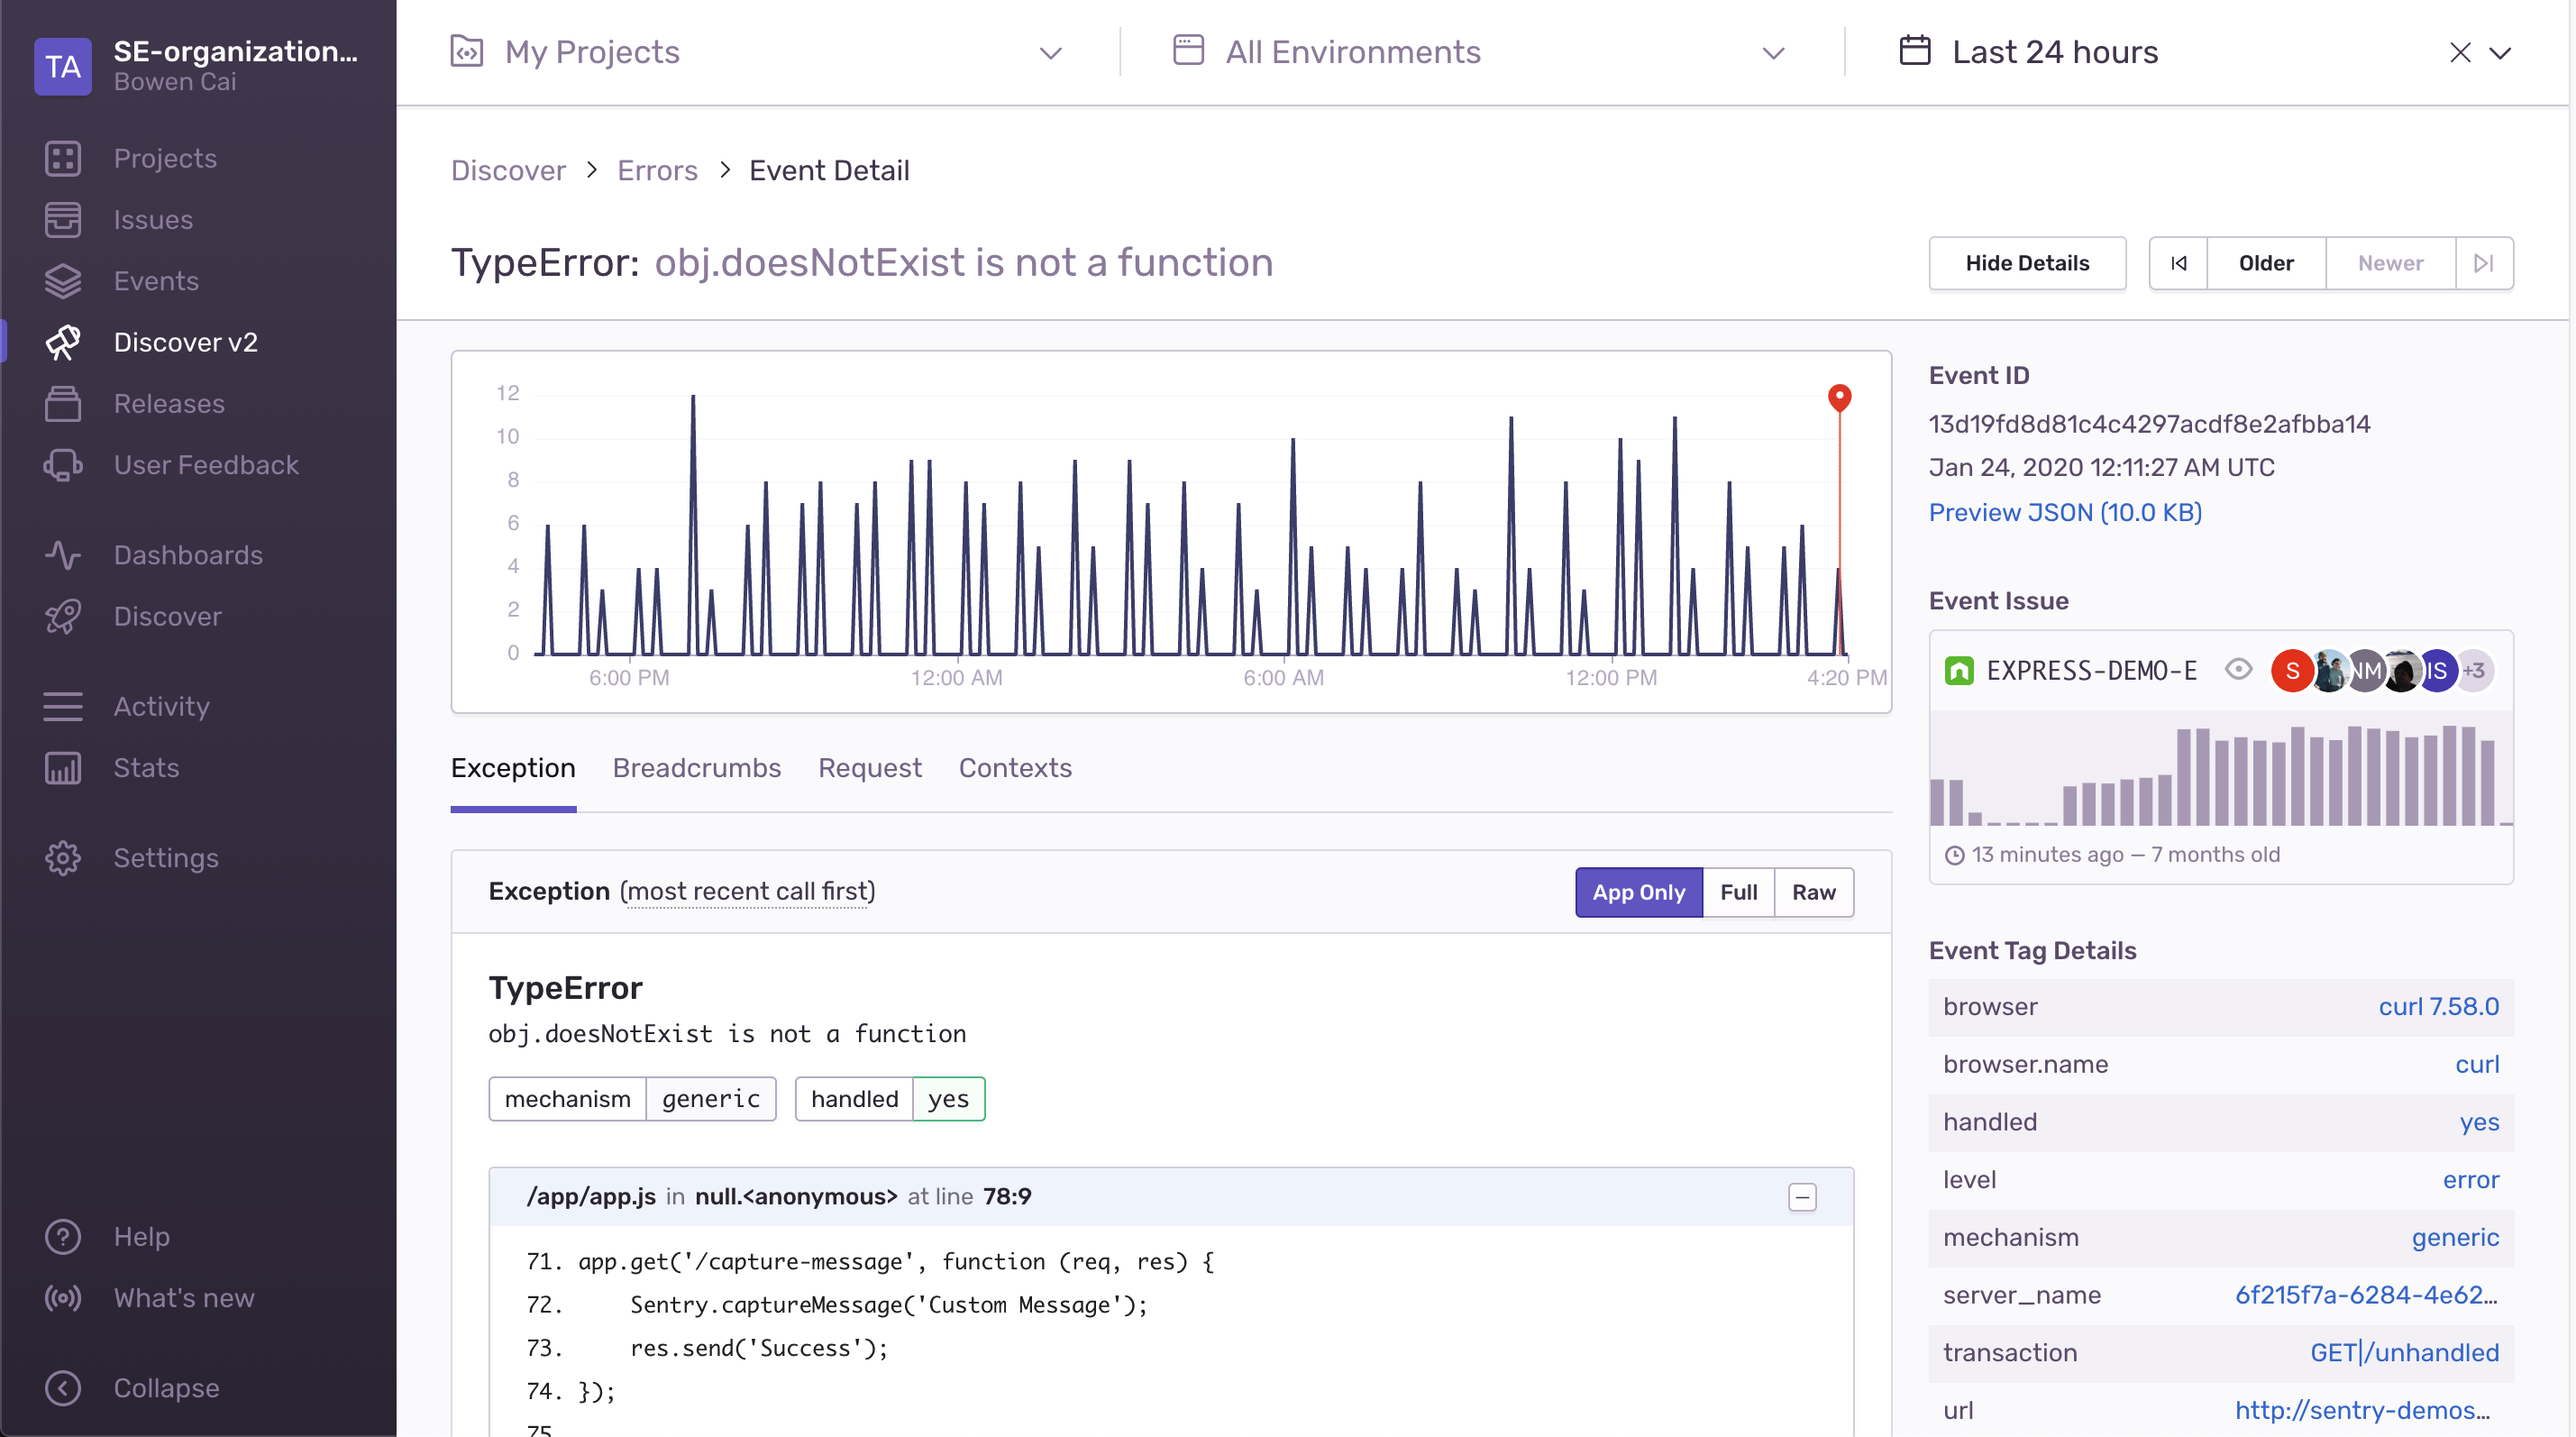 TA
SE-organization...
Bowen Cai
Projects
Issues
Events
Discover v2
Releases
User Feedback
Dashboards
Discover
Activity
Stats
Settings
Help
What's new
Collapse
My Projects
All Environments
Last 24 hours
Discover > Errors > Event Detail
TypeError: obj.doesNotExist is not a function
Hide Details
Older
Newer
12
10
8
6
4
2
0
6:00 PM
12:00 AM
6:00 AM
12:00 PM
4:20 PM
Exception
Breadcrumbs
Request
Contexts
Exception (most recent call first)
App Only
Full
Raw
TypeError
obj.doesNotExist is not a function
mechanism generic
handled yes
/app/app.js in null.<anonymous> at line 78:9
71. app.get('/capture-message', function (req, res) {
72.     Sentry.captureMessage('Custom Message');
73.     res.send('Success');
74. });
75
Event ID
13d19fd8d81c4c4297acdf8e2afbba14
Jan 24, 2020 12:11:27 AM UTC
Preview JSON (10.0 KB)
Event Issue
EXPRESS-DEMO-E
S
NM
IS
+3
13 minutes ago — 7 months old
Event Tag Details
browser curl 7.58.0
browser.name curl
handled yes
level error
mechanism generic
server_name 6f215f7a-6284-4e62...
transaction GET|/unhandled
url http://sentry-demos...